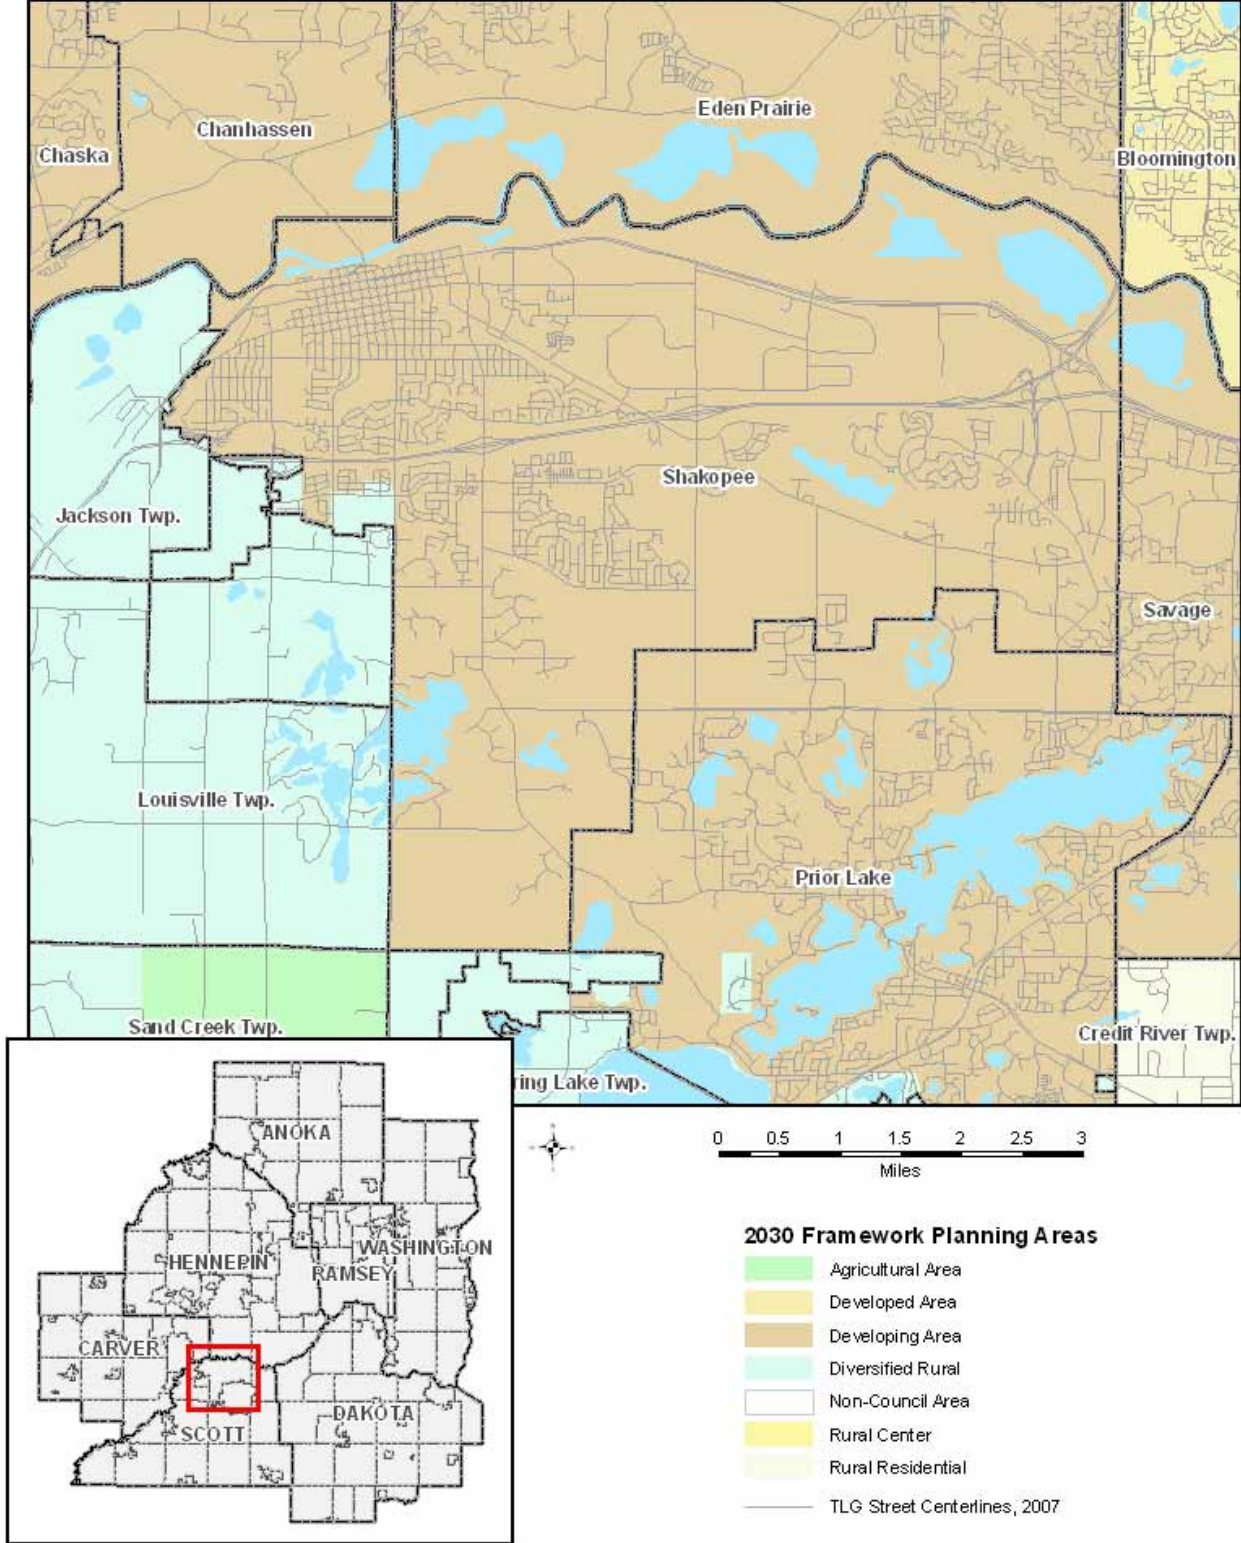 Eden Prairie
Chanhassen
Chaska
Bloomington
Shakopee
Jackson Twp.
Savage
Louisville Twp.
Prior Lake
Sand Creek Twp.
Credit River Twp.
ring Lake Twp.
ANOKA
HENNEPIN
WASHINGTON
RAMSEY
CARVER
DAKOTA
SCOTT
0 0.5 1 1.5 2 2.5 3
Miles
2030 Framework Planning Areas
Agricultural Area
Developed Area
Developing Area
Diversified Rural
Non-Council Area
Rural Center
Rural Residential
TLG Street Centerlines, 2007